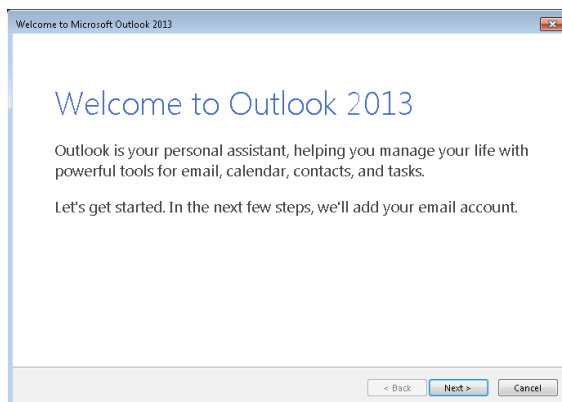 Welcome to Microsoft Outlook 2013
Welcome to Outlook 2013
Outlook is your personal assistant, helping you manage your life with
powerful tools for email, calendar, contacts, and tasks.
Let's get started. In the next few steps, we'll add your email account.
< Back Next > Cancel